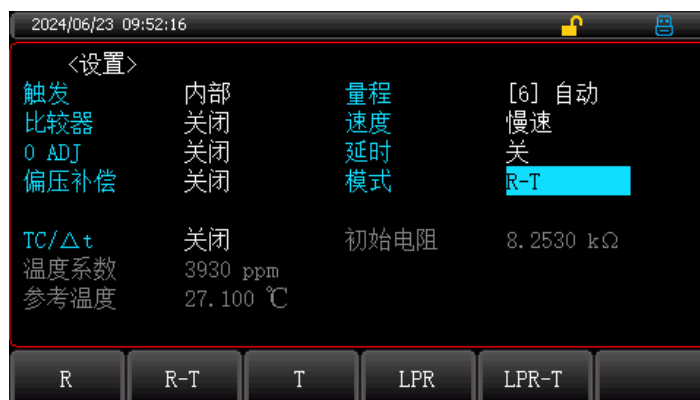 2024/06/23 09:52:16
<设置>
触发 内部 量程 [6] 自动
比较器 关闭 速度 慢速
0 ADJ 关闭 延时 关
偏压补偿 关闭 模式 R-T
TC/△t 关闭 初始电阻 8.2530 kΩ
温度系数 3930 ppm
参考温度 27.100 ℃
R R-T T LPR LPR-T